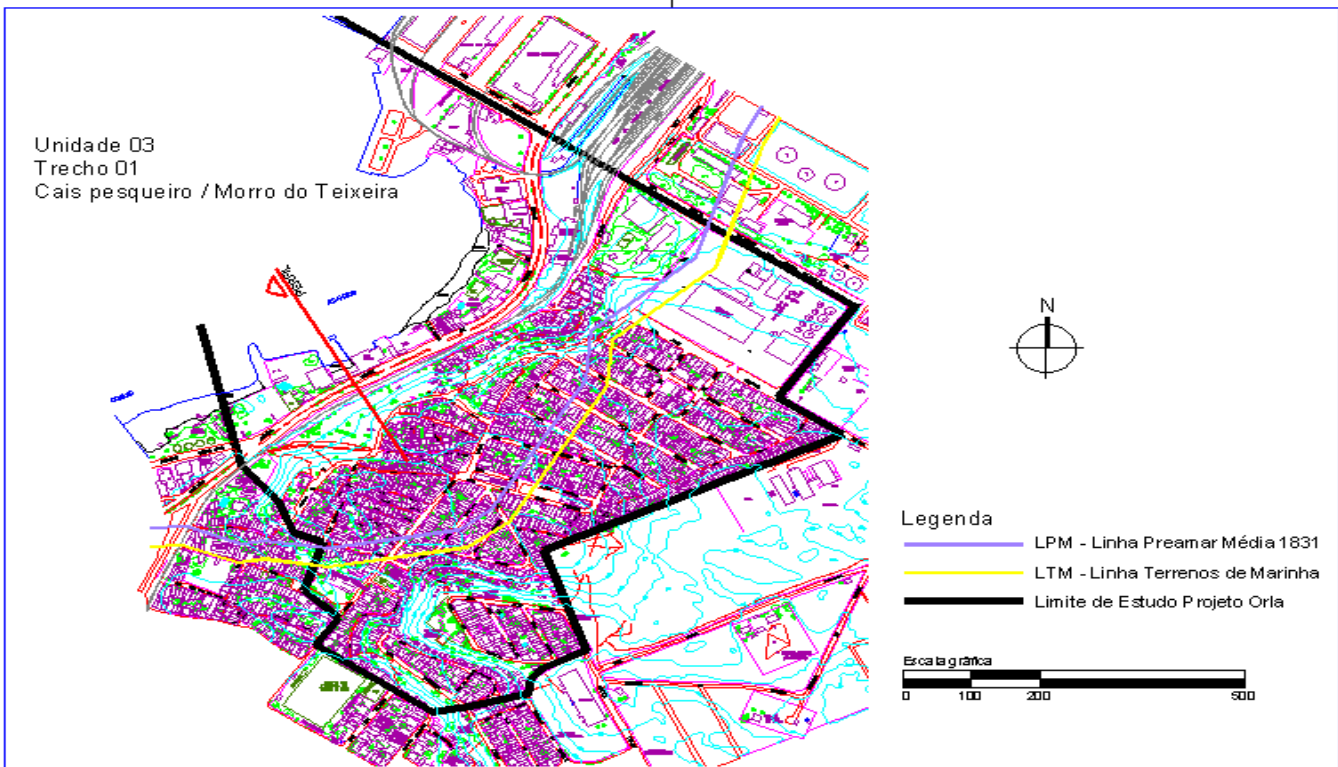 Unidade 03
Trecho 01
Cais pesqueiro / Morro do Teixeira
N
Legenda
LPM - Linha Preamar Média 1831
LTM - Linha Terrenos de Marinha
Limite de Estudo Projeto Orla
Escala gráfica
0 100 200 500